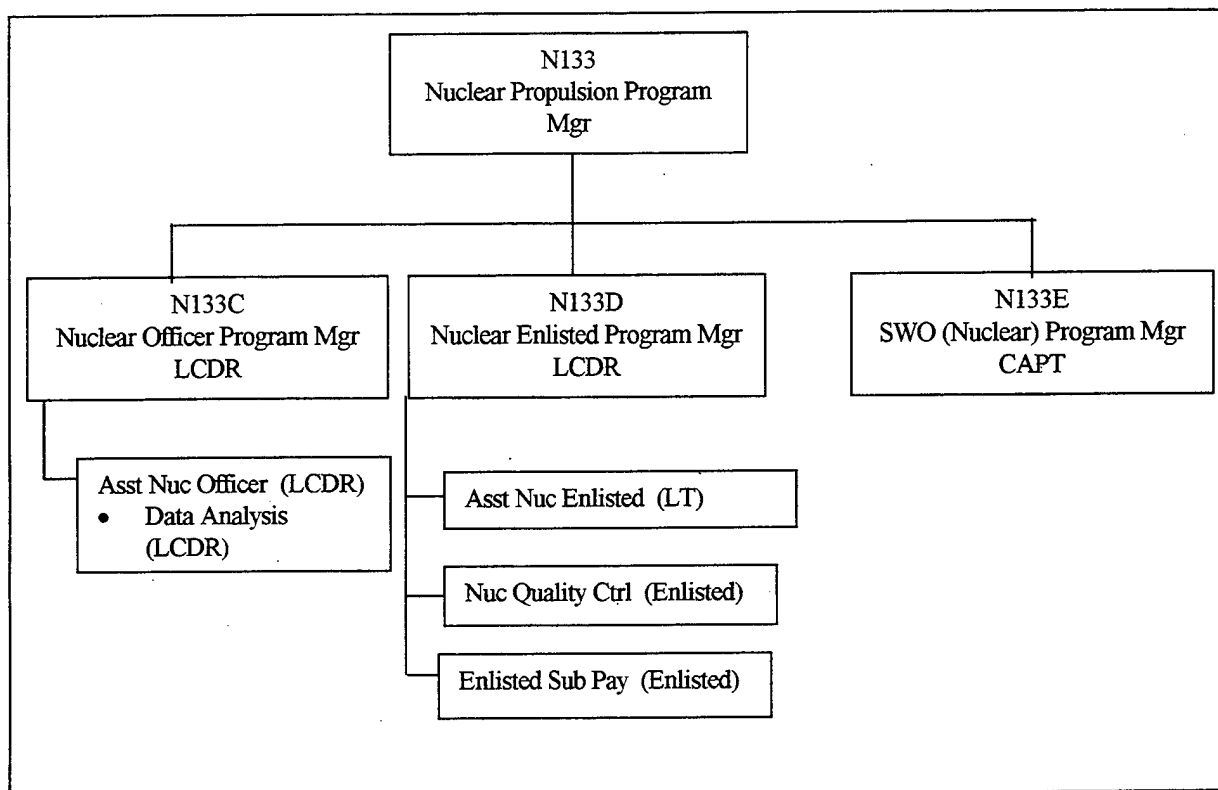 N133
Nuclear Propulsion Program
Mgr
N133C
Nuclear Officer Program Mgr
LCDR
N133D
Nuclear Enlisted Program Mgr
LCDR
N133E
SWO (Nuclear) Program Mgr
CAPT
Asst Nuc Officer (LCDR)
• Data Analysis
(LCDR)
Asst Nuc Enlisted (LT)
Nuc Quality Ctrl (Enlisted)
Enlisted Sub Pay (Enlisted)